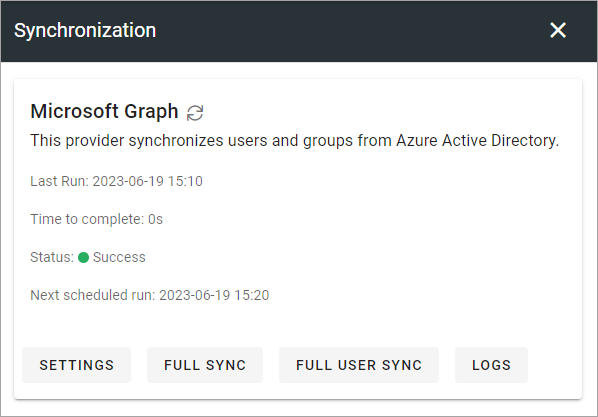 Synchronization
Microsoft Graph
This provider synchronizes users and groups from Azure Active Directory.
Last Run: 2023-06-19 15:10
Time to complete: 0s
Status: Success
Next scheduled run: 2023-06-19 15:20
SETTINGS FULL SYNC FULL USER SYNC LOGS